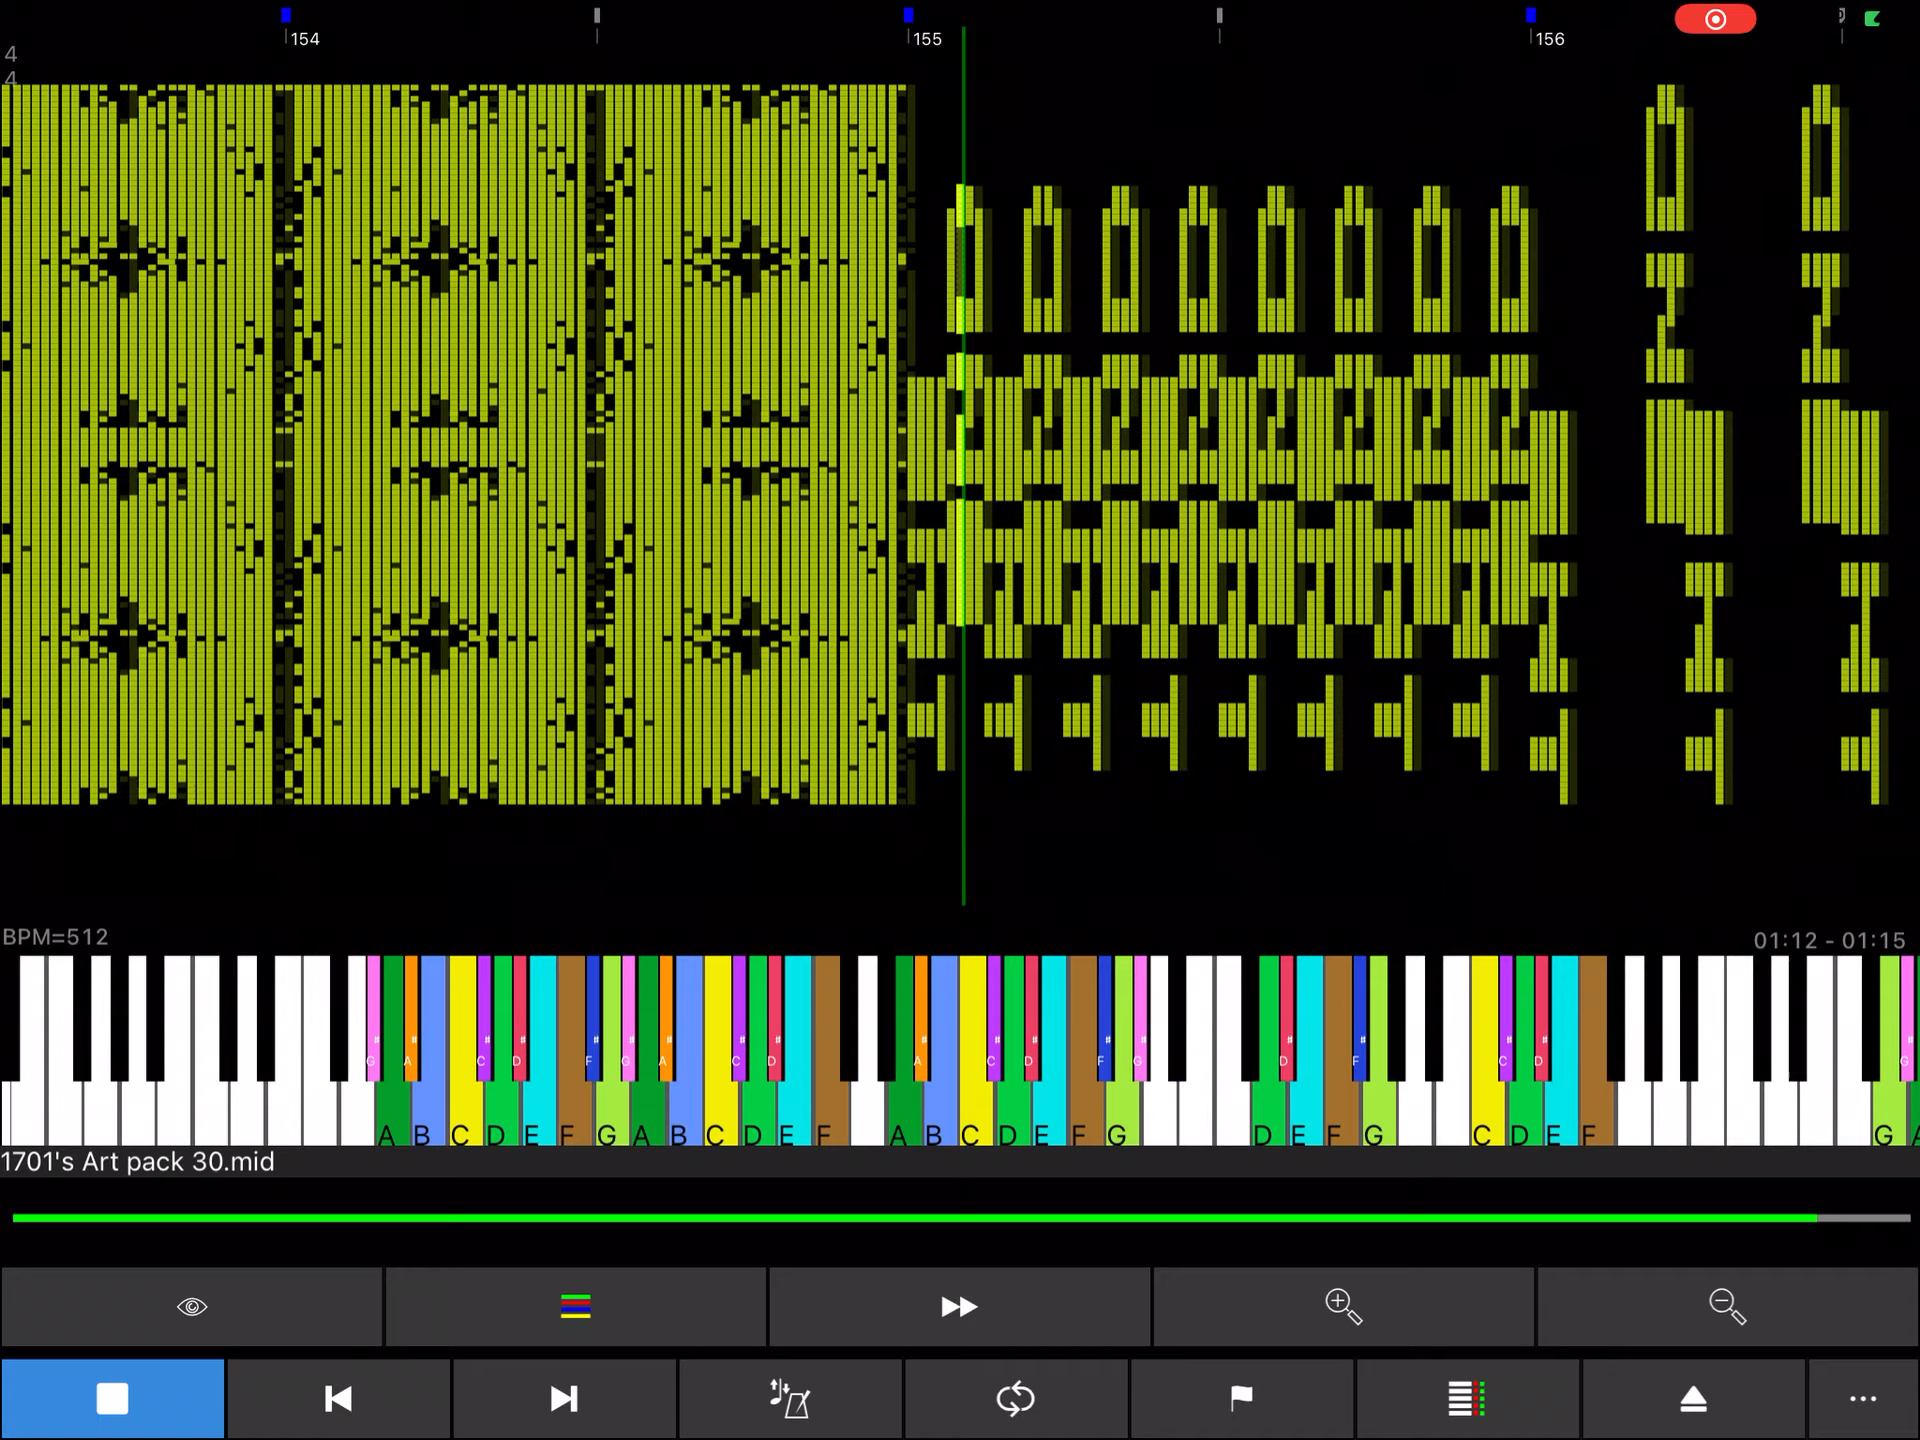 154
155
156
4
4
BPM=512
01:12 - 01:15
G# A# C# D# F# G# A# C# D# A# C# D# F# G# D# F# C# D# G#
A B C D E F G A B C D E F A B C D E F G D E F G C D E F G A
1701's Art pack 30.mid